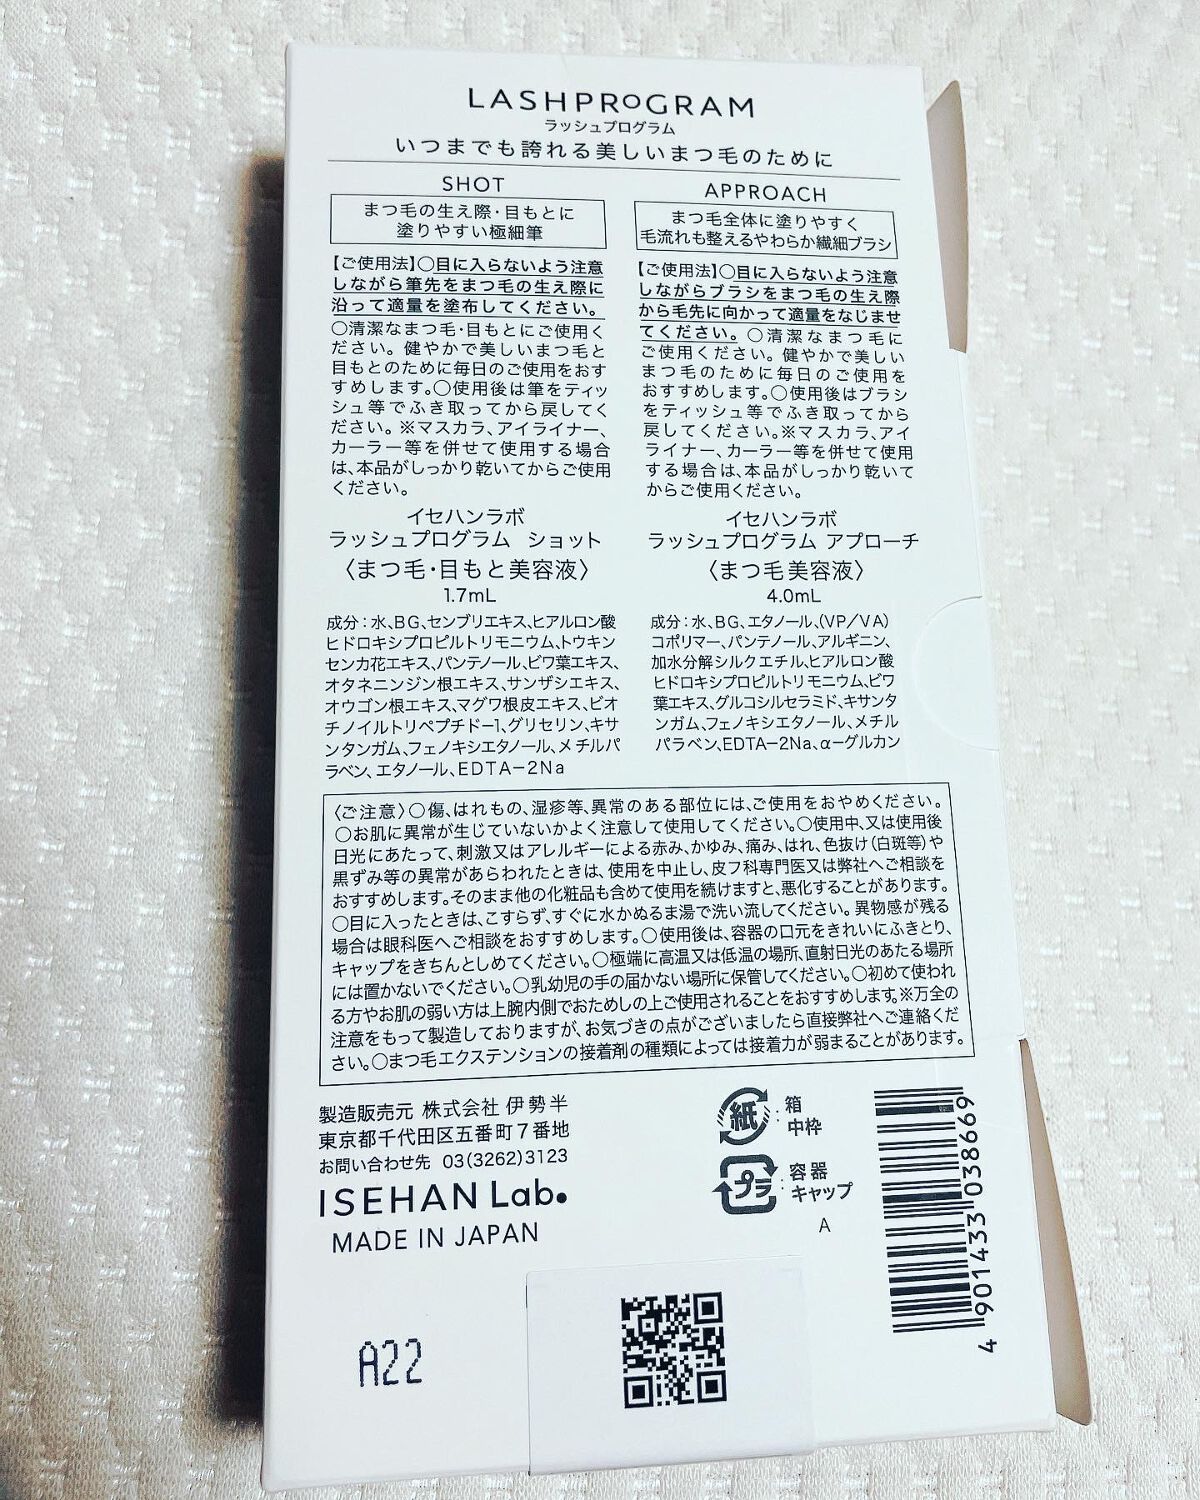 LASHPROGRAM
ラッシュプログラム
いつまでも誇れる美しいまつ毛のために
SHOT
まつ毛の生え際・目もとに
塗りやすい極細筆
【ご使用法】○目に入らないよう注意
しながら筆先をまつ毛の生え際に
沿って適量を塗布してください。
○清潔なまつ毛・目もとにご使用く
ださい。健やかで美しいまつ毛と
目もとのために毎日のご使用をおす
すめします。○使用後は筆をティッ
シュ等でふき取ってから戻してく
ださい。※マスカラ、アイライナー、
カーラー等を併せて使用する場合
は、本品がしっかり乾いてからご使用
ください。
イセハンラボ
ラッシュプログラム ショット
〈まつ毛・目もと美容液〉
1.7mL
成分：水、BG、センブリエキス、ヒアルロン酸
ヒドロキシプロピルトリモニウム、トウキン
センカ花エキス、パンテノール、ビワ葉エキス、
オタネニンジン根エキス、サンザシエキス、
オウゴン根エキス、マグワ根皮エキス、ビオ
チノイルトリペプチド-1、グリセリン、キサ
ンタンガム、フェノキシエタノール、メチルパ
ラベン、エタノール、EDTA-2Na
APPROACH
まつ毛全体に塗りやすく
毛流れも整えるやわらか繊細ブラシ
【ご使用法】○目に入らないよう注意
しながらブラシをまつ毛の生え際
から毛先に向かって適量をなじませ
てください。○清潔なまつ毛に
ご使用ください。健やかで美しい
まつ毛のために毎日のご使用を
おすすめします。○使用後はブラシ
をティッシュ等でふき取ってから
戻してください。※マスカラ、アイ
ライナー、カーラー等を併せて使用
する場合は、本品がしっかり乾いて
からご使用ください。
イセハンラボ
ラッシュプログラム アプローチ
〈まつ毛美容液〉
4.0mL
成分：水、BG、エタノール、(VP/VA)
コポリマー、パンテノール、アルギニン、
加水分解シルクエチル、ヒアルロン酸
ヒドロキシプロピルトリモニウム、ビワ
葉エキス、グルコシルセラミド、キサンタ
ンガム、フェノキシエタノール、メチル
パラベン、EDTA-2Na、α-グルカン
〈ご注意〉○傷、はれもの、湿疹等、異常のある部位には、ご使用をおやめください。
○お肌に異常が生じていないかよく注意して使用してください。○使用中、又は使用後
日光にあたって、刺激又はアレルギーによる赤み、かゆみ、痛み、はれ、色抜け(白斑等)や
黒ずみ等の異常があらわれたときは、使用を中止し、皮フ科専門医又は弊社へご相談を
おすすめします。そのまま他の化粧品も含めて使用を続けますと、悪化することがあります。
○目に入ったときは、こすらず、すぐに水かぬるま湯で洗い流してください。異物感が残る
場合は眼科医へご相談をおすすめします。○使用後は、容器の口元をきれいにふきとり、
キャップをきちんとしめてください。○極端に高温又は低温の場所、直射日光のあたる場所
には置かないでください。○乳幼児の手の届かない場所に保管してください。○初めて使われ
る方やお肌の弱い方は上腕内側でおためしの上ご使用されることをおすすめします。※万全の
注意をもって製造しておりますが、お気づきの点がございましたら直接弊社へご連絡くだ
さい。○まつ毛エクステンションの接着剤の種類によっては接着力が弱まることがあります。
製造販売元 株式会社 伊勢半
東京都千代田区五番町7番地
お問い合わせ先 03(3262)3123
ISEHAN Lab.
MADE IN JAPAN
紙：箱
中枠
プラ：容器
キャップ
A
4 901433 038669
A22